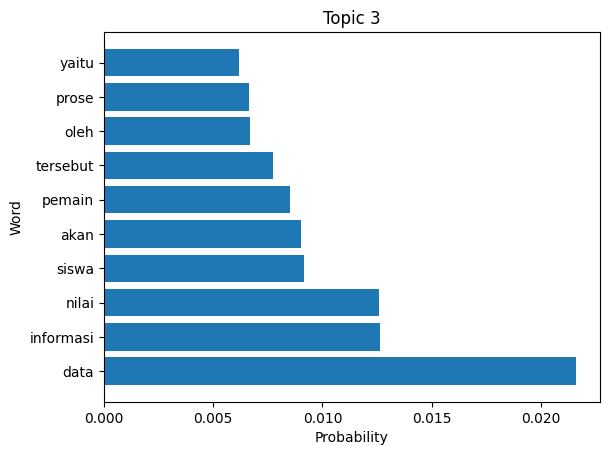 Topic 3
Word
yaitu
prose
oleh
tersebut
pemain
akan
siswa
nilai
informasi
data
0.000 0.005 0.010 0.015 0.020
Probability